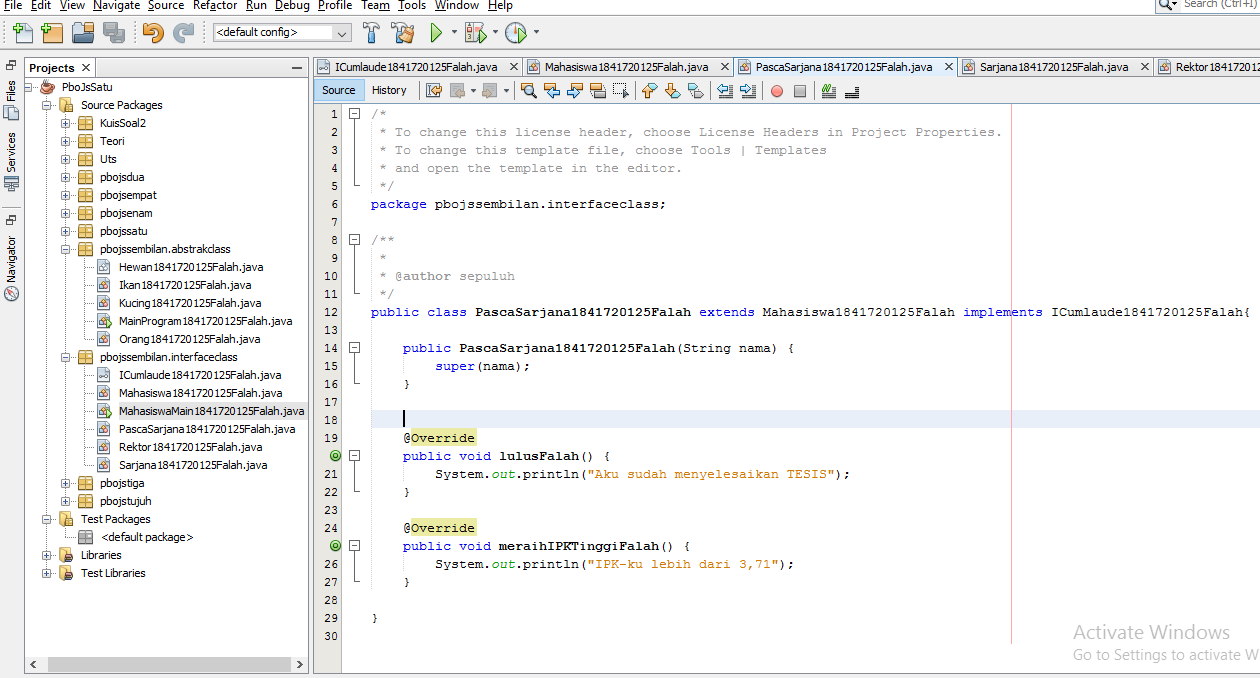 File Edit View Navigate Source Refactor Run Debug Profile Team Tools Window Help
Search (Ctrl+I)
<default config>
Projects
Files
Services
Navigator
PboJsSatu
Source Packages
KuisSoal2
Teori
Uts
pbojsdua
pbojsempat
pbojsenam
pbojssatu
pbojssembilan.abstrakclass
Hewan1841720125Falah.java
Ikan1841720125Falah.java
Kucing1841720125Falah.java
MainProgram1841720125Falah.java
Orang1841720125Falah.java
pbojssembilan.interfaceclass
ICumlaude1841720125Falah.java
Mahasiswa1841720125Falah.java
MahasiswaMain1841720125Falah.java
PascaSarjana1841720125Falah.java
Rektor1841720125Falah.java
Sarjana1841720125Falah.java
pbojstiga
pbojstujuh
Test Packages
<default package>
Libraries
Test Libraries
ICumlaude1841720125Falah.java Mahasiswa1841720125Falah.java PascaSarjana1841720125Falah.java Sarjana1841720125Falah.java Rektor184172012
Source History
1 /*
2 * To change this license header, choose License Headers in Project Properties.
3 * To change this template file, choose Tools | Templates
4 * and open the template in the editor.
5 */
6 package pbojssembilan.interfaceclass;
7
8 /**
9 *
10 * @author sepuluh
11 */
12 public class PascaSarjana1841720125Falah extends Mahasiswa1841720125Falah implements ICumlaude1841720125Falah{
13
14 public PascaSarjana1841720125Falah(String nama) {
15 super(nama);
16 }
17
18
19 @Override
public void lulusFalah() {
21 System.out.println("Aku sudah menyelesaikan TESIS");
22 }
23
24 @Override
public void meraihIPKTinggiFalah() {
26 System.out.println("IPK-ku lebih dari 3,71");
27 }
28
29 }
30
Activate Windows
Go to Settings to activate W